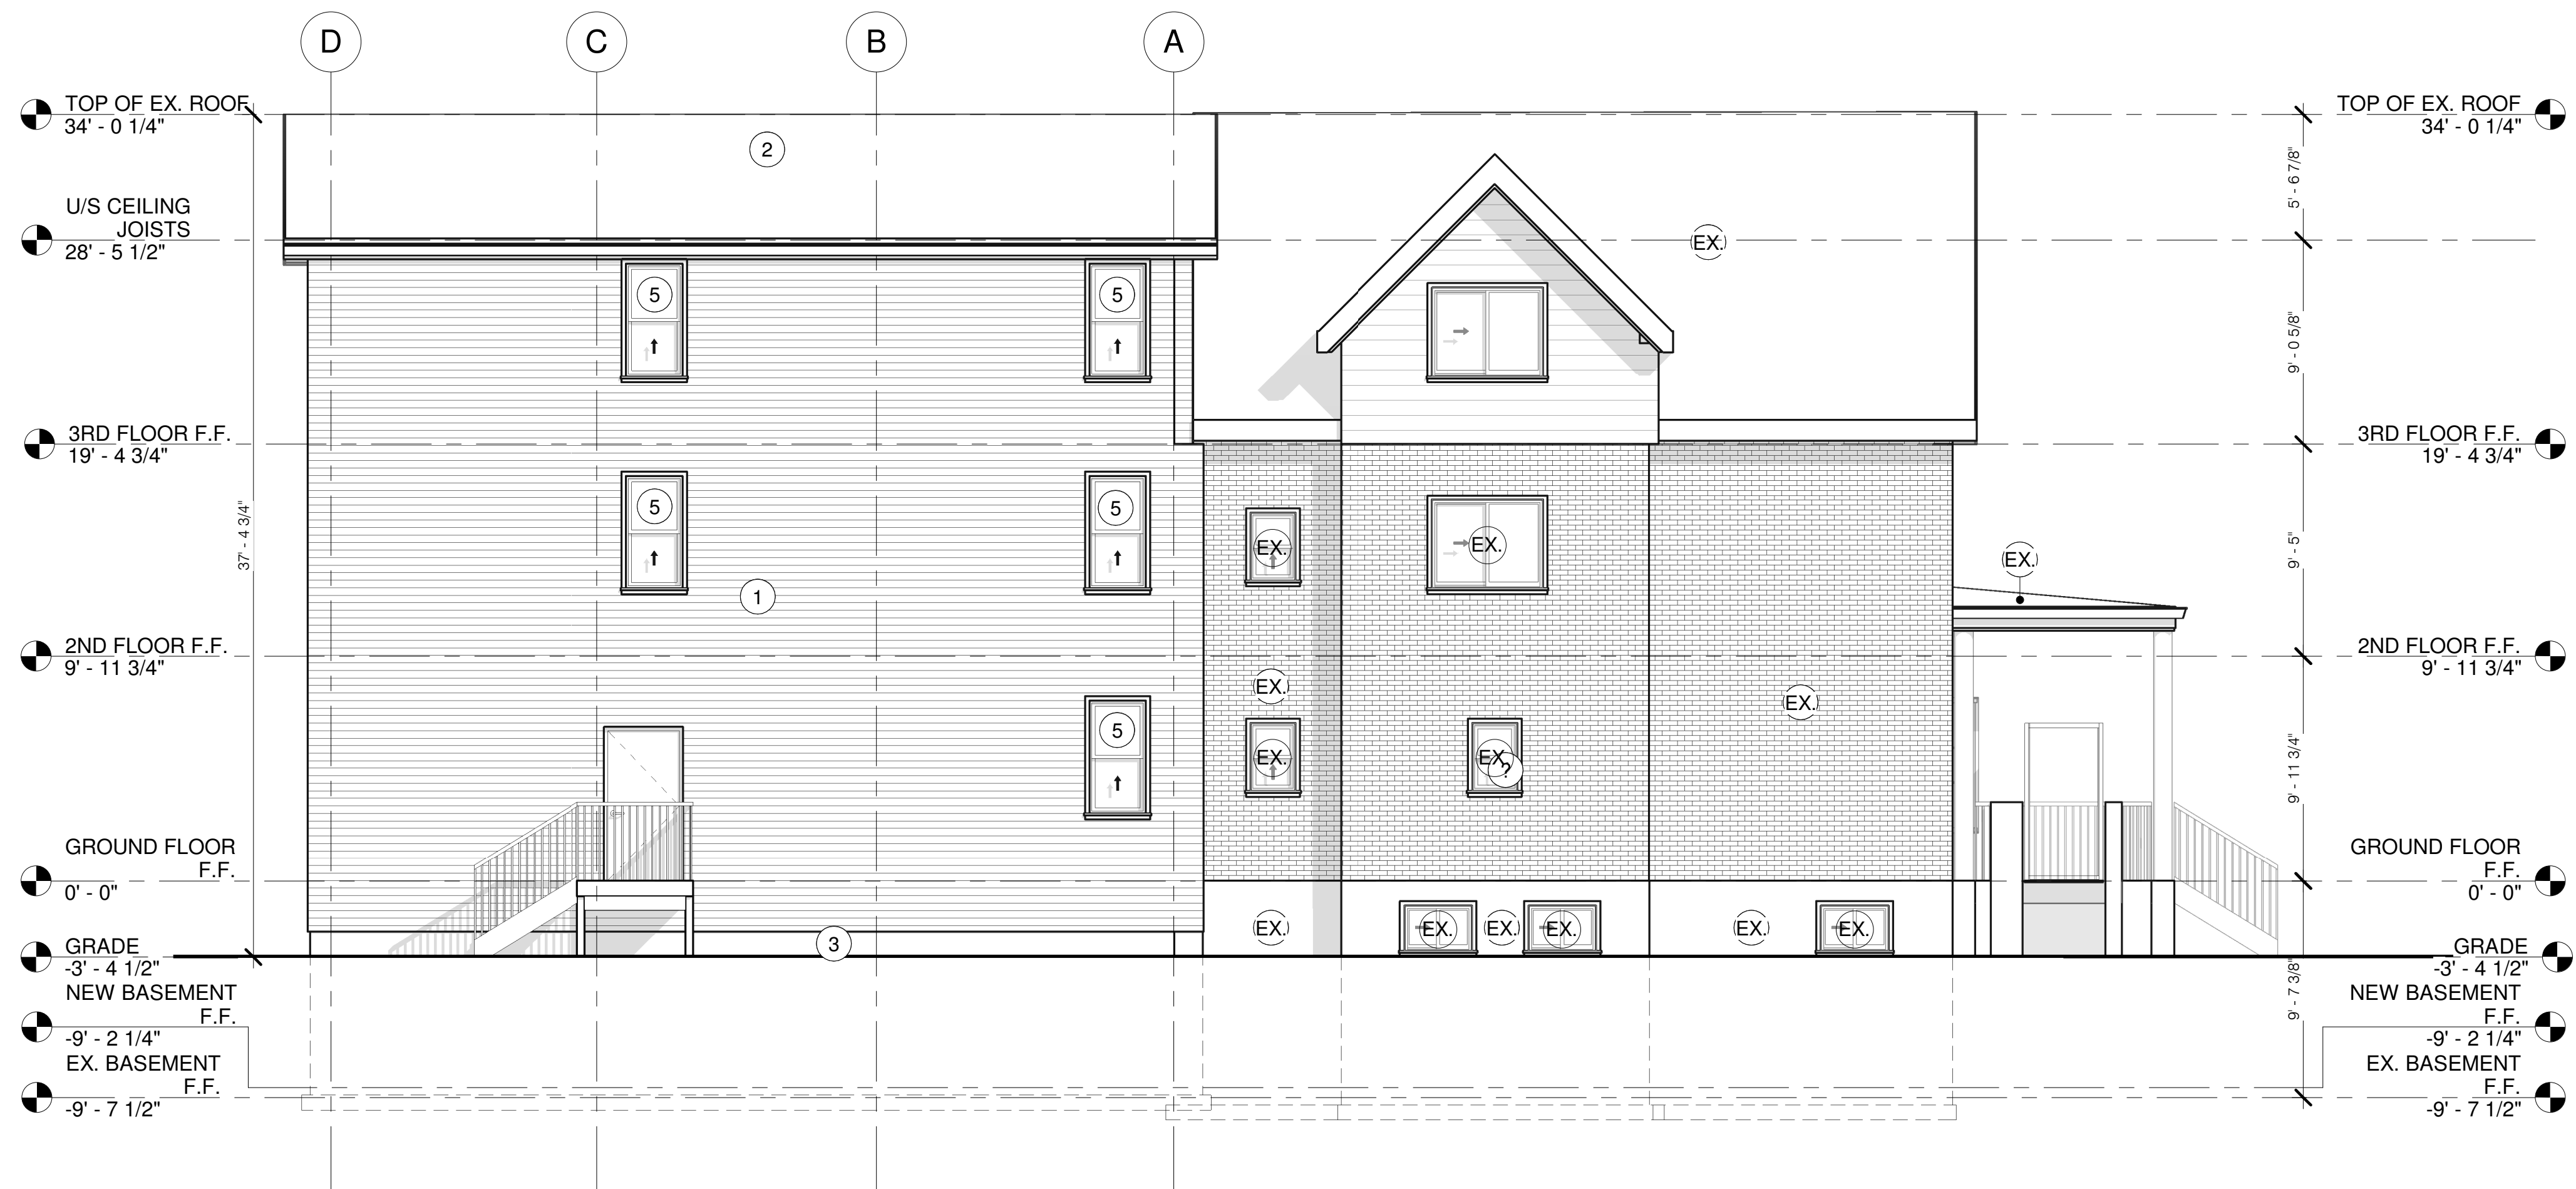 D C B A
TOP OF EX. ROOF
34' - 0 1/4"
U/S CEILING
JOISTS
28' - 5 1/2"
3RD FLOOR F.F.
19' - 4 3/4"
2ND FLOOR F.F.
9' - 11 3/4"
GROUND FLOOR
F.F.
0' - 0"
GRADE
-3' - 4 1/2"
NEW BASEMENT
F.F.
-9' - 2 1/4"
EX. BASEMENT
F.F.
-9' - 7 1/2"
37' - 4 3/4"
2
5 5
5 5
1
5
3
EX.
EX. EX.
EX.
EX.
EX.
EX. EX.
?
EX. EX. EX. EX. EX. EX.
5' - 6 7/8"
9' - 0 5/8"
9' - 5"
9' - 11 3/4"
9' - 7 3/8"
TOP OF EX. ROOF
34' - 0 1/4"
3RD FLOOR F.F.
19' - 4 3/4"
2ND FLOOR F.F.
9' - 11 3/4"
GROUND FLOOR
F.F.
0' - 0"
GRADE
-3' - 4 1/2"
NEW BASEMENT
F.F.
-9' - 2 1/4"
EX. BASEMENT
F.F.
-9' - 7 1/2"